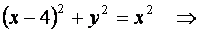 (x − 4)² + y² = x² ⇒